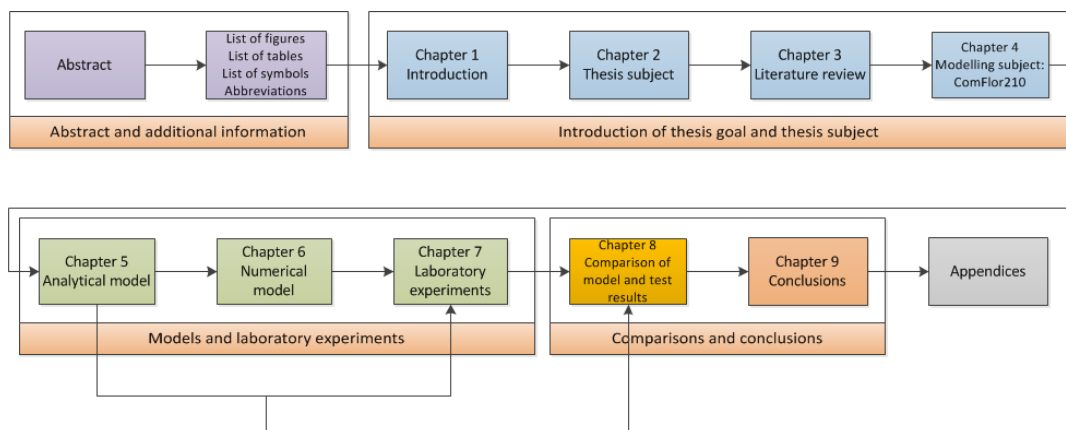 Abstract
List of figures
List of tables
List of symbols
Abbreviations
Abstract and additional information
Chapter 1
Introduction
Chapter 2
Thesis subject
Chapter 3
Literature review
Chapter 4
Modelling subject:
ComFlor210
Introduction of thesis goal and thesis subject
Chapter 5
Analytical model
Chapter 6
Numerical
model
Chapter 7
Laboratory
experiments
Models and laboratory experiments
Chapter 8
Comparison of
model and test
results
Chapter 9
Conclusions
Comparisons and conclusions
Appendices